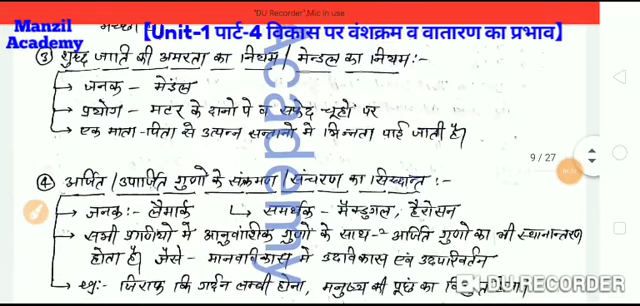 "DU Recorder",Mic in use
Manzil Academy
【Unit-1 पार्ट-4 विकास पर वंशक्रम व वातारण का प्रभाव】
③ शुद्ध जाति की अमरता का नियम / मेन्डल का नियम :-
→ जनक - मेंडल
→ प्रयोग - मटर के दानो पे व सफेद चूहों पर
→ एक माता-पिता से उत्पन्न सन्तानो मे भिन्नता पाई जाती है।
9 / 27
④ अर्जित / उपार्जित गुणो के संक्रमण / संचरण का सिद्धान्त :-
→ जनक :- लैमार्क ↳ समर्थक - मैक्डूगल, हैरीसन
→ सभी प्राणीयो में आनुवांशिक गुणो के साथ-२ अर्जित गुणो का भी स्थानान्तरण
होता है। जैसे - मानवविकास मे उदविकास एवं उदपरिवर्तन
→ जिराफ कि गर्दन लम्बी होना, मनुष्य की पूंछ का
DU RECORDER
Academy